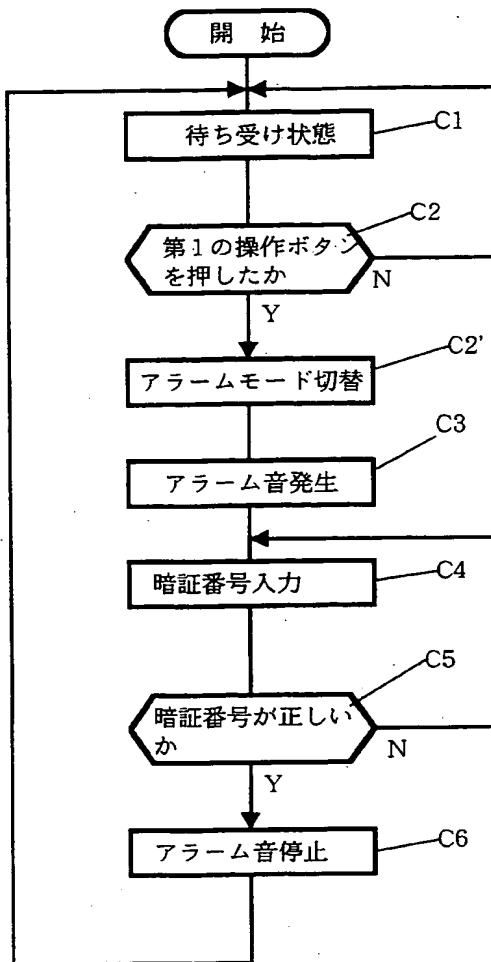 開 始
待ち受け状態
C1
C2
第1の操作ボタン
を押したか
N
Y
C2'
アラームモード切替
C3
アラーム音発生
暗証番号入力
C4
C5
暗証番号が正しい
か
N
Y
アラーム音停止
C6